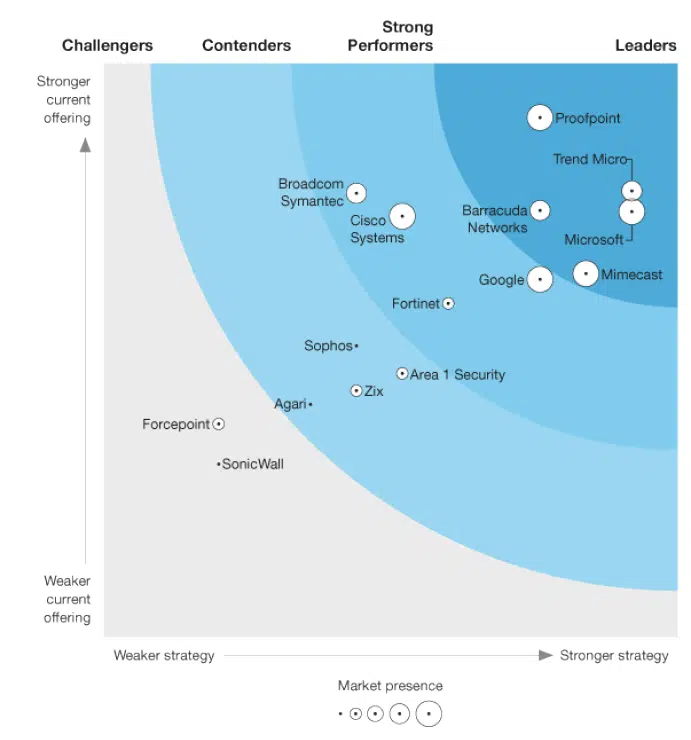 Challengers
Contenders
Strong
Performers
Leaders
Stronger
current
offering
Proofpoint
Trend Micro
Broadcom
Symantec
Cisco
Systems
Barracuda
Networks
Microsoft
Google
Mimecast
Fortinet
Sophos
Area 1 Security
Zix
Agari
Forcepoint
SonicWall
Weaker
current
offering
Weaker strategy
Stronger strategy
Market presence